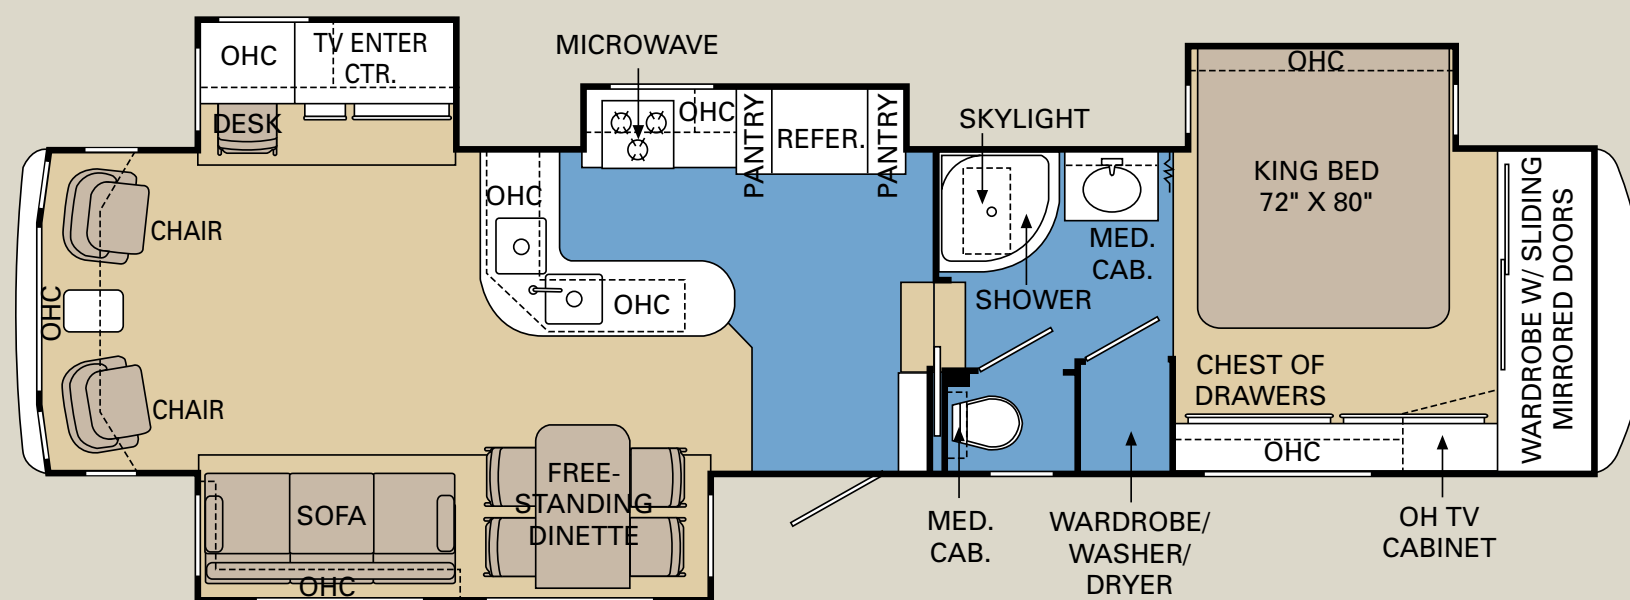 OHC
TV ENTER
CTR.
DESK
MICROWAVE
OHC
PANTRY
REFER.
PANTRY
SKYLIGHT
OHC
KING BED
72" X 80"
WARDROBE W/ SLIDING
MIRRORED DOORS
CHAIR
OHC
CHAIR
OHC
OHC
SHOWER
MED.
CAB.
CHEST OF
DRAWERS
OHC
SOFA
OHC
FREE-
STANDING
DINETTE
MED.
CAB.
WARDROBE/
WASHER/
DRYER
OH TV
CABINET